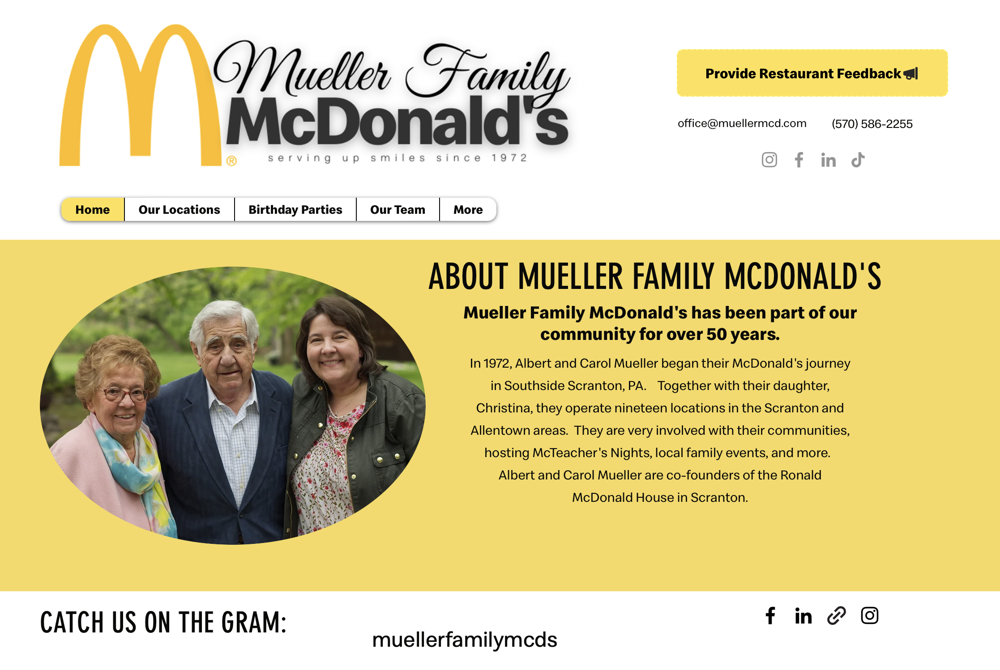 Mueller Family
McDonald's
®
serving up smiles since 1972
Provide Restaurant Feedback
office@muellermcd.com (570) 586-2255
Home Our Locations Birthday Parties Our Team More
ABOUT MUELLER FAMILY MCDONALD'S
Mueller Family McDonald's has been part of our
community for over 50 years.
In 1972, Albert and Carol Mueller began their McDonald's journey
in Southside Scranton, PA. Together with their daughter,
Christina, they operate nineteen locations in the Scranton and
Allentown areas. They are very involved with their communities,
hosting McTeacher's Nights, local family events, and more.
Albert and Carol Mueller are co-founders of the Ronald
McDonald House in Scranton.
CATCH US ON THE GRAM:
muellerfamilymcds